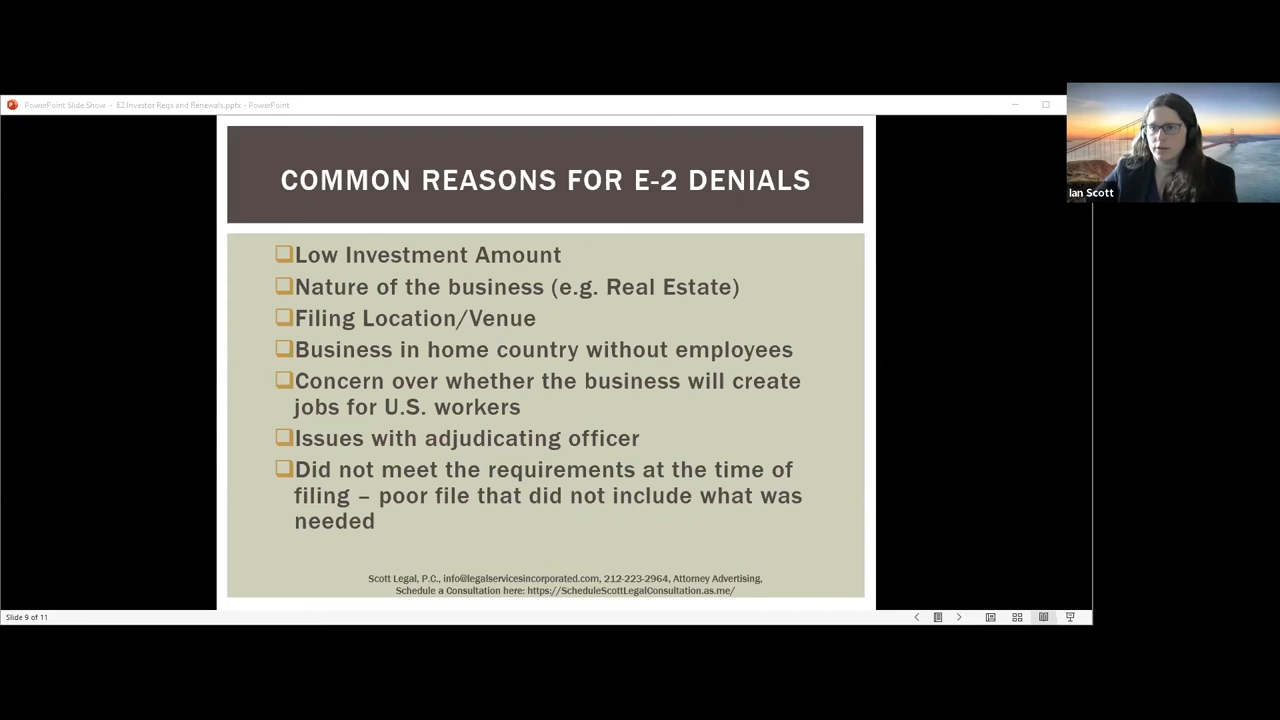 PowerPoint Slide Show - E2 Investor Reqs and Renewals.pptx - PowerPoint
Ian Scott
COMMON REASONS FOR E-2 DENIALS
Low Investment Amount
Nature of the business (e.g. Real Estate)
Filing Location/Venue
Business in home country without employees
Concern over whether the business will create
jobs for U.S. workers
Issues with adjudicating officer
Did not meet the requirements at the time of
filing – poor file that did not include what was
needed
Scott Legal, P.C., info@legalservicesincorporated.com, 212-223-2964, Attorney Advertising,
Schedule a Consultation here: https://ScheduleScottLegalConsultation.as.me/
Slide 9 of 11